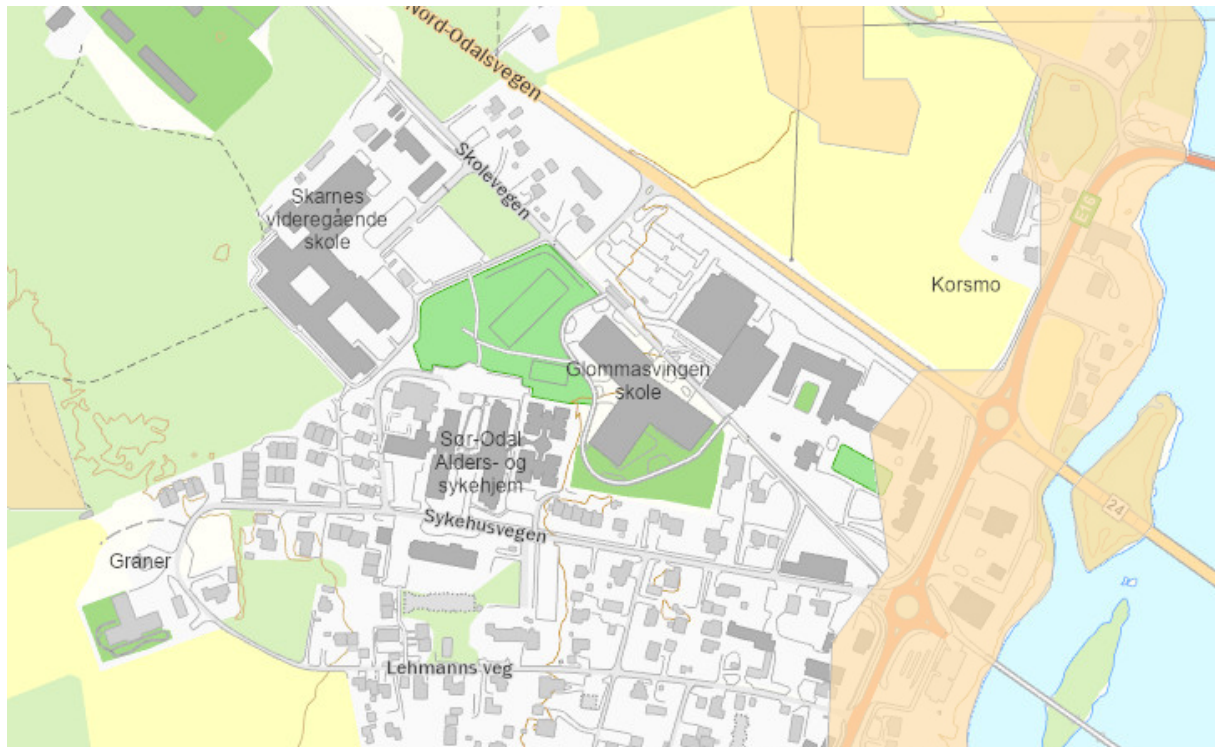 Nord-Odalsvegen
Skolevegen
Skarnes
videregående
skole
E16
Korsmo
Glommasvingen
skole
Sør-Odal
Alders- og
sykehjem
24
Sykehusvegen
Graner
Lehmanns veg